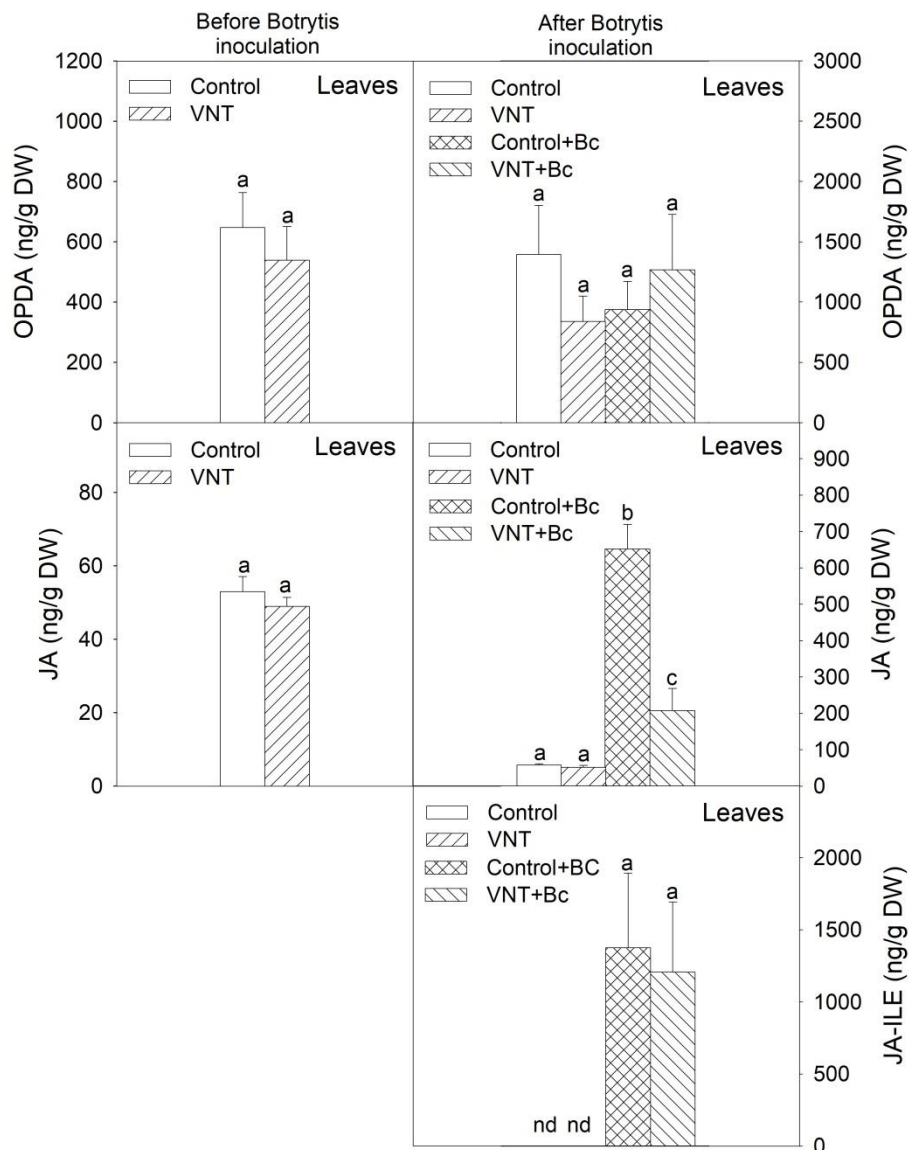 Before Botrytis
inoculation
After Botrytis
inoculation
OPDA (ng/g DW)
1200
1000
800
600
400
200
0
Control
VNT
Leaves
a
a
Control
VNT
Control+Bc
VNT+Bc
Leaves
a
a
a
a
3000
2500
2000
1500
1000
500
0
OPDA (ng/g DW)
JA (ng/g DW)
80
60
40
20
0
Control
VNT
Leaves
a
a
Control
VNT
Control+Bc
VNT+Bc
Leaves
a
a
b
c
900
800
700
600
500
400
300
200
100
0
JA (ng/g DW)
Control
VNT
Control+BC
VNT+Bc
Leaves
nd nd
a
a
2000
1500
1000
500
0
JA-ILE (ng/g DW)